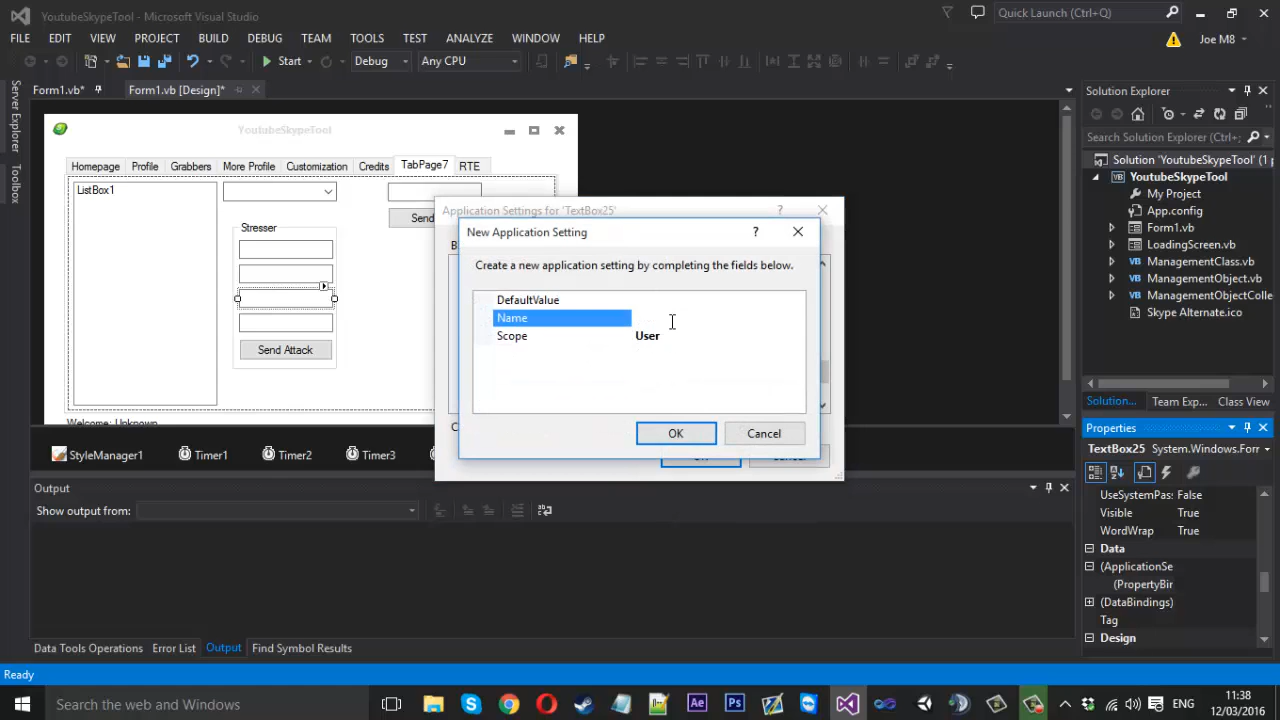 YoutubeSkypeTool - Microsoft Visual Studio
Quick Launch (Ctrl+Q)
FILE EDIT VIEW PROJECT BUILD DEBUG TEAM TOOLS TEST ANALYZE WINDOW HELP
Joe M8
Start
Debug
Any CPU
Server Explorer
Toolbox
Form1.vb*
Form1.vb [Design]*
YoutubeSkypeTool
Homepage Profile Grabbers More Profile Customization Credits TabPage7 RTE
ListBox1
Send
Stresser
Send Attack
Welcome: Unknown
Application Settings for 'TextBox25'
New Application Setting
Create a new application setting by completing the fields below.
DefaultValue
Name
Scope User
OK Cancel
StyleManager1 Timer1 Timer2 Timer3
Output
Show output from:
Data Tools Operations Error List Output Find Symbol Results
Solution Explorer
Search Solution Explorer (Ctrl+;
Solution 'YoutubeSkypeTool' (1 p
YoutubeSkypeTool
My Project
App.config
Form1.vb
LoadingScreen.vb
ManagementClass.vb
ManagementObjectColle
Skype Alternate.ico
Solution... Team Exp... Class View
Properties
TextBox25 System.Windows.Forr
UseSystemPas: False
Visible True
WordWrap True
Data
(ApplicationSe
(PropertyBir
(DataBindings)
Tag
Design
Ready
Search the web and Windows
ENG
11:38
12/03/2016